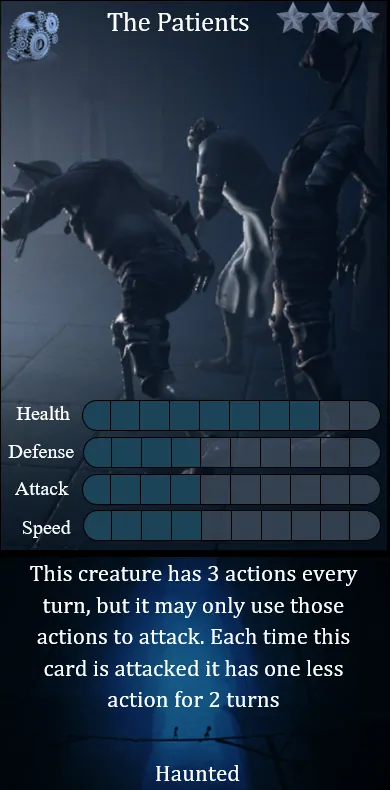 The Patients
Health
Defense
Attack
Speed
This creature has 3 actions every
turn, but it may only use those
actions to attack. Each time this
card is attacked it has one less
action for 2 turns
Haunted